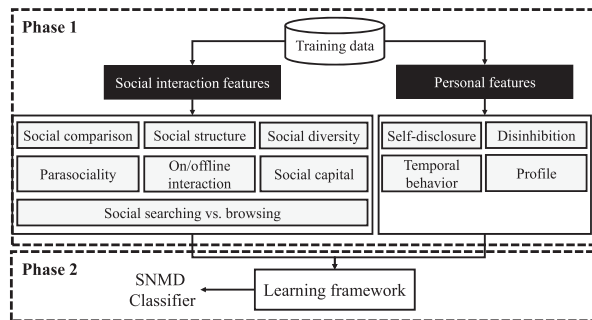 Phase 1
Training data
Social interaction features
Personal features
Social comparison
Social structure
Social diversity
Self-disclosure
Disinhibition
Parasociality
On/offline
interaction
Social capital
Temporal
behavior
Profile
Social searching vs. browsing
Phase 2
SNMD
Classifier
Learning framework